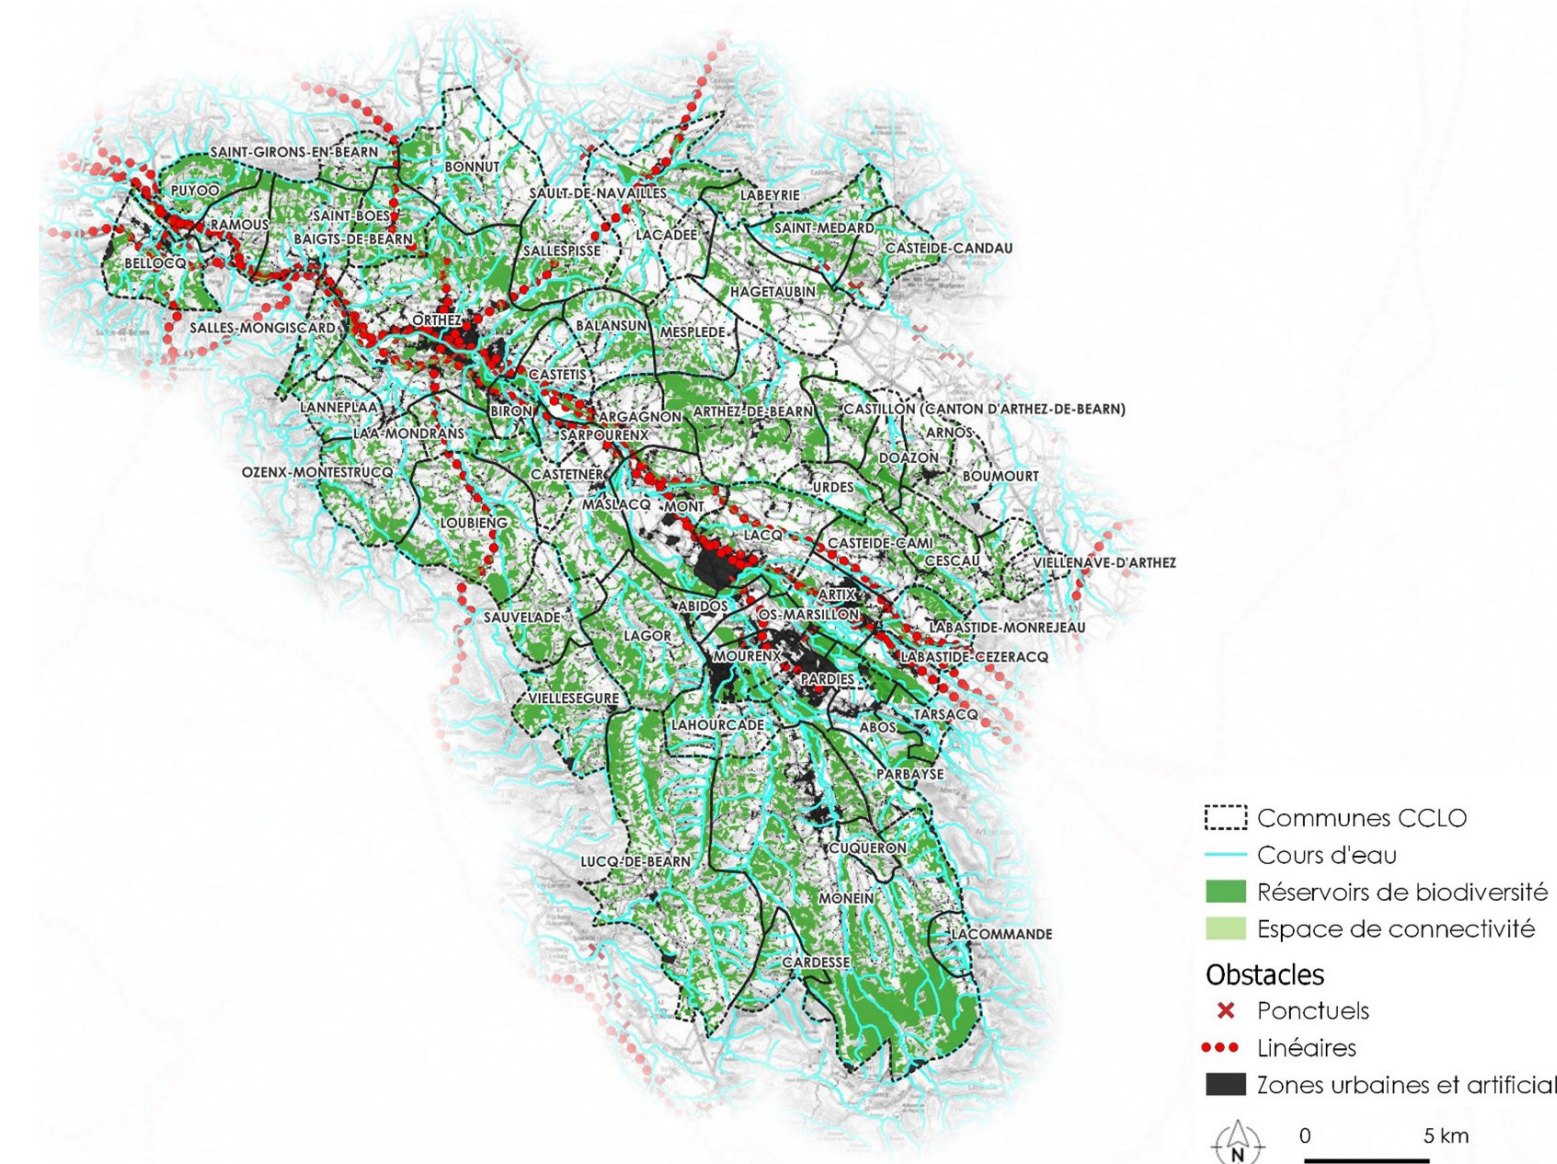 SAINT-GIRONS-EN-BEARN
BONNUT
PUYOO
SAULT-DE-NAVAILLES
LABEYRIE
RAMOUS
SAINT-BOES
SAINT-MEDARD
BAIGTS-DE-BEARN
LACADEE
CASTEIDE-CANDAU
BELLOCQ
SALLESPISSE
HAGETAUBIN
SALLES-MONGISCARD
ORTHEZ
BALANSUN
MESPLEDE
CASTETIS
LANNEPLAA
BIRON
ARGAGNON
ARTHEZ-DE-BEARN
CASTILLON (CANTON D'ARTHEZ-DE-BEARN)
LAA-MONDRANS
SARPOURENX
ARNOS
DOAZON
OZENX-MONTESTRUCQ
CASTETNER
BOUMOURT
URDES
MASLACQ
MONT
LOUBIENG
LACQ
CASTEIDE-CAMI
CESCAU
VIELLENAVE-D'ARTHEZ
ARTIX
ABIDOS
OS-MARSILLON
SAUVELADE
LABASTIDE-MONREJEAU
LAGOR
MOURENX
LABASTIDE-CEZERACQ
PARDIES
VIELLESEGURE
TARSACQ
LAHOURCADE
ABOS
PARBAYSE
CUQUERON
LUCQ-DE-BEARN
MONEIN
LACOMMANDE
CARDESSE
Communes CCLO
Cours d'eau
Réservoirs de biodiversité
Espace de connectivité
Obstacles
Ponctuels
Linéaires
Zones urbaines et artificial
N
0 5 km